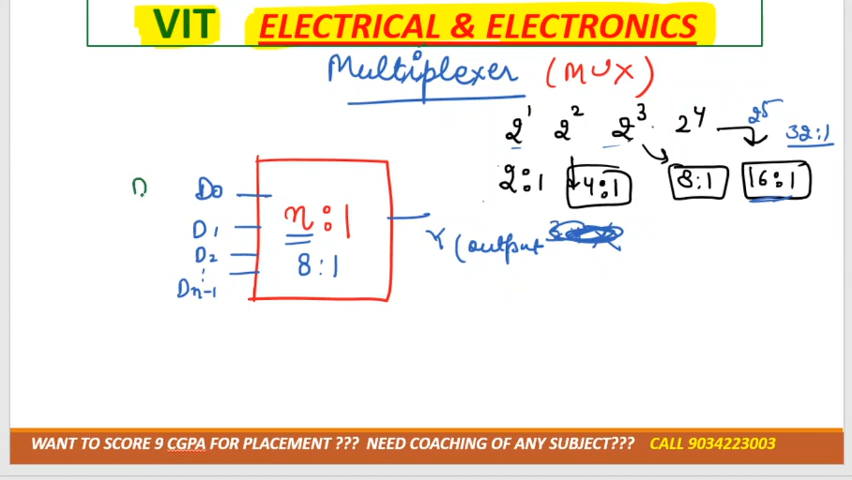 VIT ELECTRICAL & ELECTRONICS
Multiplexer (MUX)
2¹ 2² 2³ 2⁴ 2⁵
32:1
2:1 4:1 8:1 16:1
D
D0
n:1
D1
Y (output
D2
8:1
:
Dn-1
WANT TO SCORE 9 CGPA FOR PLACEMENT ??? NEED COACHING OF ANY SUBJECT??? CALL 9034223003